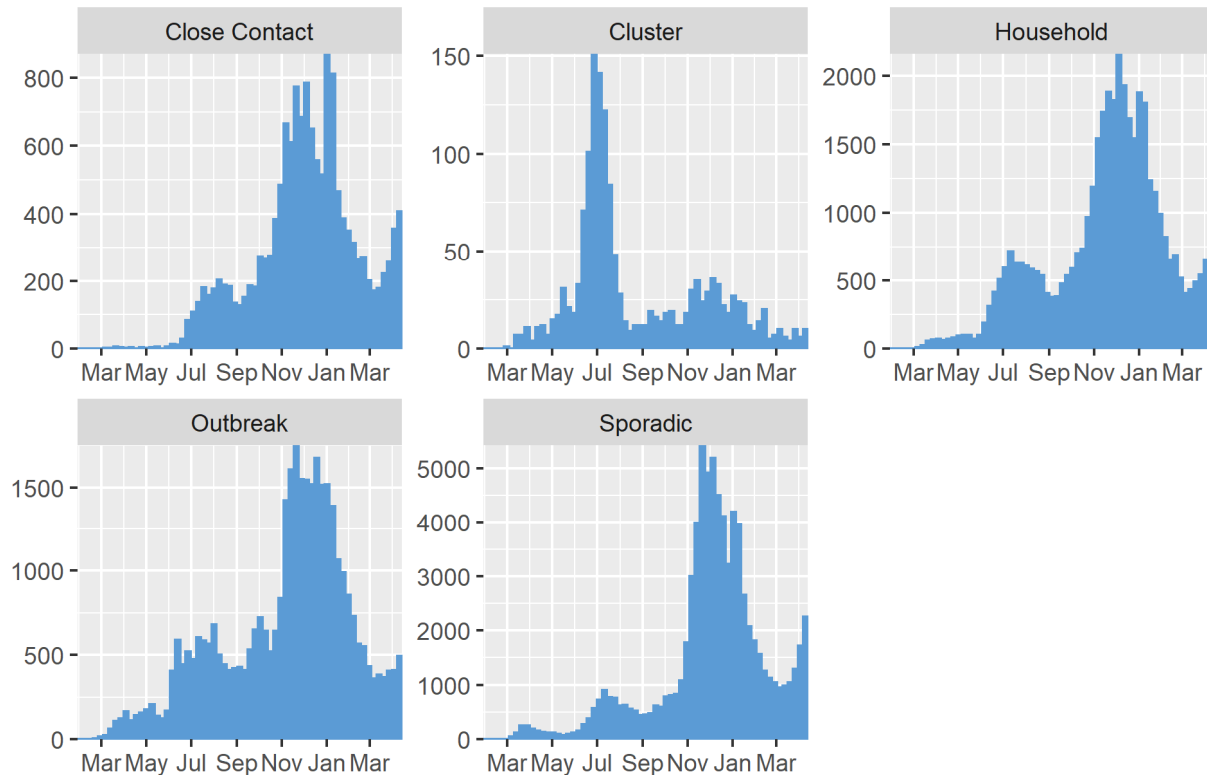 Close Contact
800
600
400
200
0
Mar May Jul Sep Nov Jan Mar
Cluster
150
100
50
0
Mar May Jul Sep Nov Jan Mar
Household
2000
1500
1000
500
0
Mar May Jul Sep Nov Jan Mar
Outbreak
1500
1000
500
0
Mar May Jul Sep Nov Jan Mar
Sporadic
5000
4000
3000
2000
1000
0
Mar May Jul Sep Nov Jan Mar